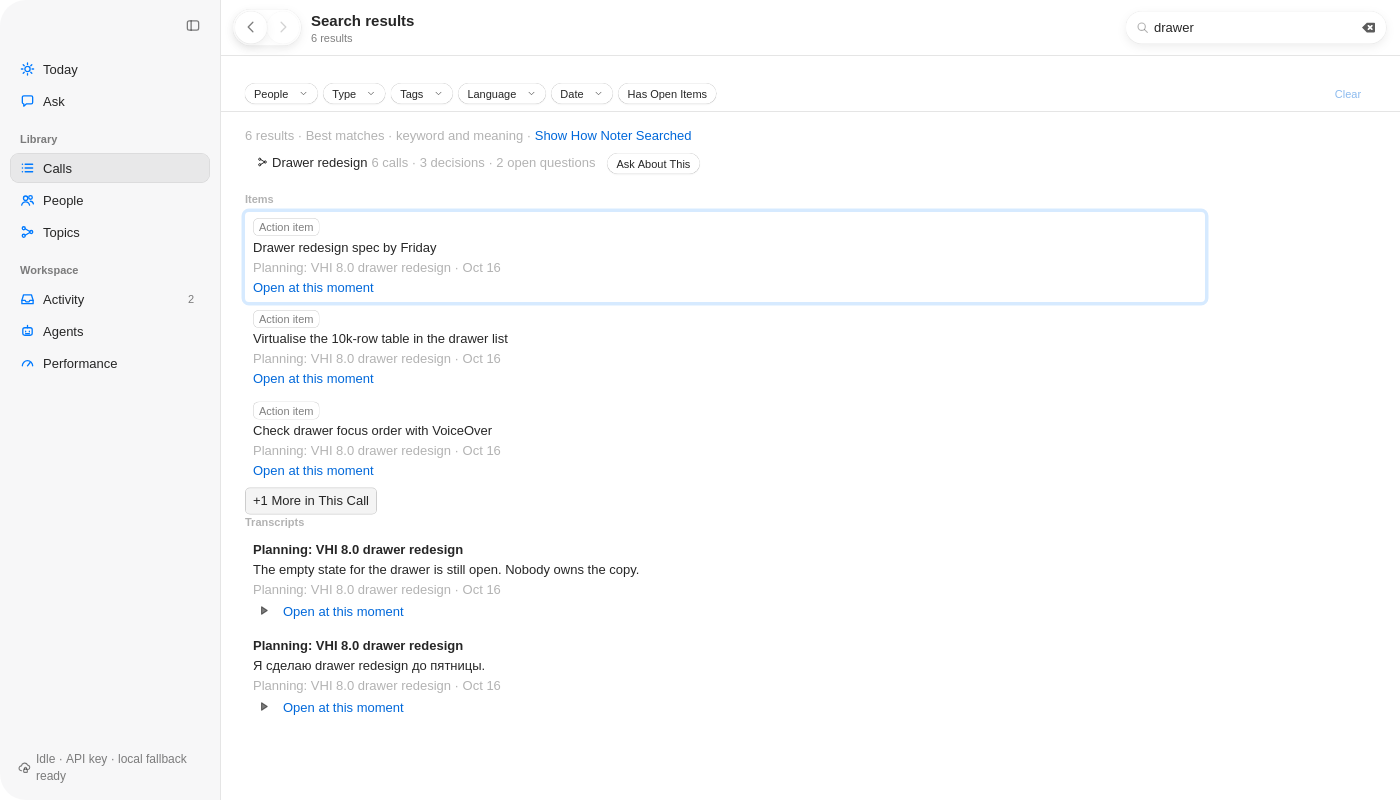 Search results
6 results
drawer
Today
Ask
Library
Calls
People
Topics
Workspace
Activity 2
Agents
Performance
Idle · API key · local fallback
ready
People Type Tags Language Date Has Open Items Clear
6 results · Best matches · keyword and meaning · Show How Noter Searched
Drawer redesign 6 calls · 3 decisions · 2 open questions Ask About This
Items
Action item
Drawer redesign spec by Friday
Planning: VHI 8.0 drawer redesign · Oct 16
Open at this moment
Action item
Virtualise the 10k-row table in the drawer list
Planning: VHI 8.0 drawer redesign · Oct 16
Open at this moment
Action item
Check drawer focus order with VoiceOver
Planning: VHI 8.0 drawer redesign · Oct 16
Open at this moment
+1 More in This Call
Transcripts
Planning: VHI 8.0 drawer redesign
The empty state for the drawer is still open. Nobody owns the copy.
Planning: VHI 8.0 drawer redesign · Oct 16
Open at this moment
Planning: VHI 8.0 drawer redesign
Я сделаю drawer redesign до пятницы.
Planning: VHI 8.0 drawer redesign · Oct 16
Open at this moment